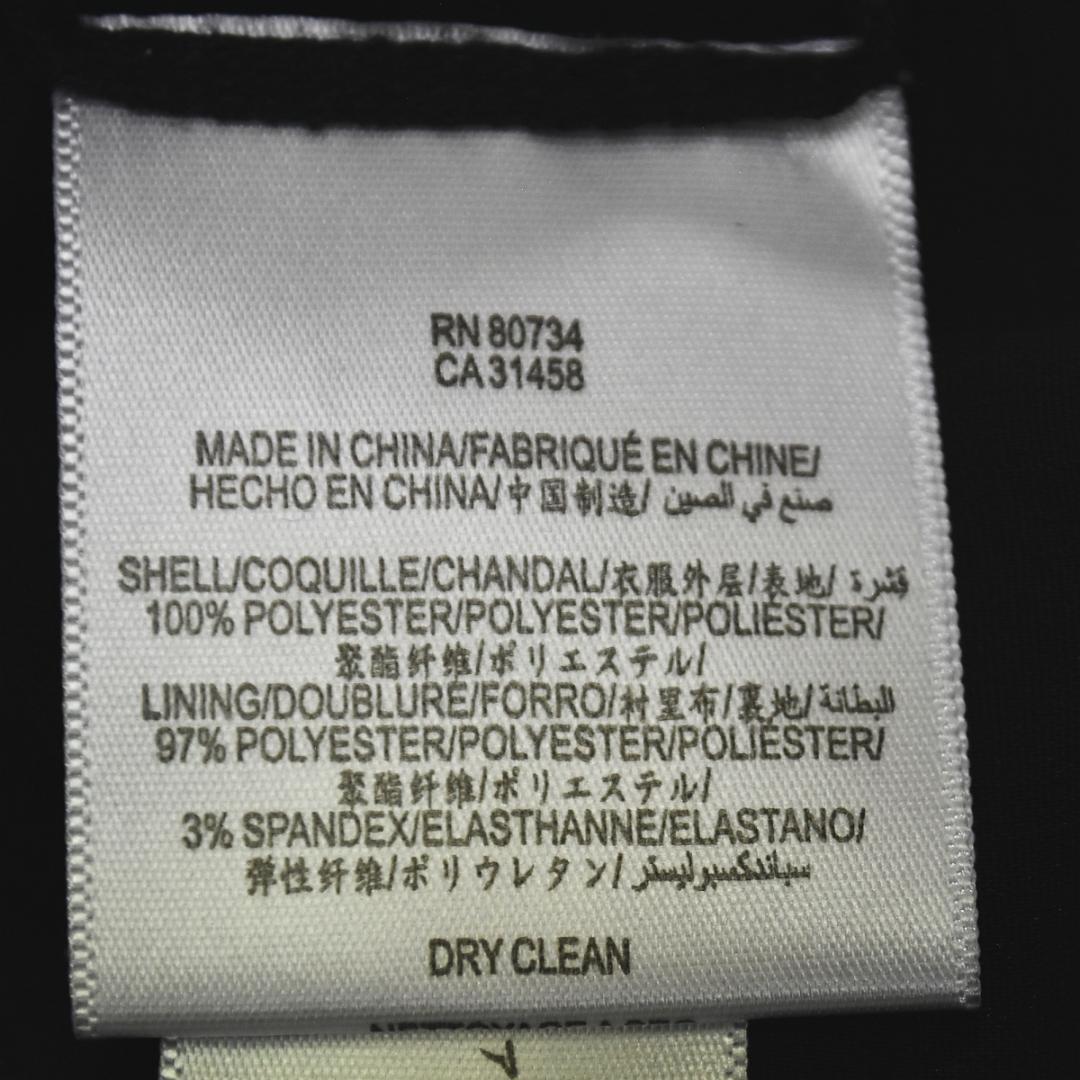 RN 80734
CA 31458
MADE IN CHINA/FABRIQUÉ EN CHINE/
HECHO EN CHINA/中国制造/ صنع في الصين
SHELL/COQUILLE/CHANDAL/衣服外层/表地/ قشرة
100% POLYESTER/POLYESTER/POLIESTER/
聚酯纤维/ポリエステル/
LINING/DOUBLURE/FORRO/衬里布/裏地/ البطانة
97% POLYESTER/POLYESTER/POLIESTER/
聚酯纤维/ポリエステル/
3% SPANDEX/ELASTHANNE/ELASTANO/
弹性纤维/ポリウレタン/
DRY CLEAN